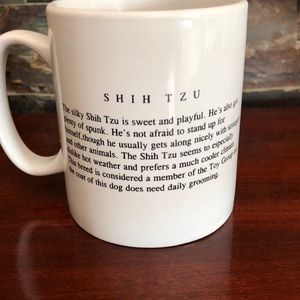 SHIH TZU
The silky Shih Tzu is sweet and playful. He's also got
plenty of spunk. He's not afraid to stand up for
himself,though he usually gets along nicely with
and other animals. The Shih Tzu seems to especially
dislike hot weather and prefers a much cooler climate.
This breed is considered a member of the Toy Group
the coat of this dog does need daily grooming.